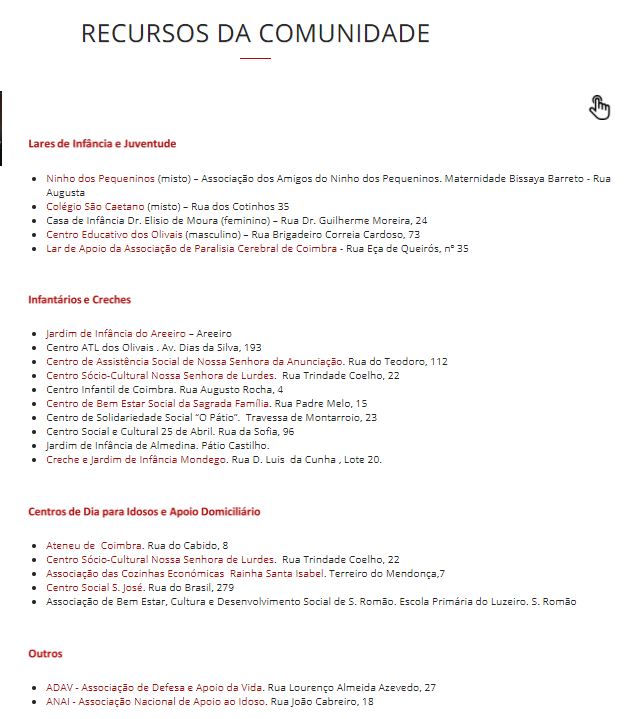 RECURSOS DA COMUNIDADE
Lares de Infância e Juventude
Ninho dos Pequeninos (misto) – Associação dos Amigos do Ninho dos Pequeninos. Maternidade Bissaya Barreto - Rua
Augusta
Colégio São Caetano (misto) – Rua dos Cotinhos 35
Casa de Infância Dr. Elisio de Moura (feminino) – Rua Dr. Guilherme Moreira, 24
Centro Educativo dos Olivais (masculino) – Rua Brigadeiro Correia Cardoso, 73
Lar de Apoio da Associação de Paralisia Cerebral de Coimbra - Rua Eça de Queirós, nº 35
Infantários e Creches
Jardim de Infância do Areeiro – Areeiro
Centro ATL dos Olivais . Av. Dias da Silva, 193
Centro de Assistência Social de Nossa Senhora da Anunciação. Rua do Teodoro, 112
Centro Sócio-Cultural Nossa Senhora de Lurdes. Rua Trindade Coelho, 22
Centro Infantil de Coimbra. Rua Augusto Rocha, 4
Centro de Bem Estar Social da Sagrada Família. Rua Padre Melo, 15
Centro de Solidariedade Social “O Pátio”. Travessa de Montarroio, 23
Centro Social e Cultural 25 de Abril. Rua da Sofia, 96
Jardim de Infância de Almedina. Pátio Castilho.
Creche e Jardim de Infância Mondego. Rua D. Luis da Cunha , Lote 20.
Centros de Dia para Idosos e Apoio Domiciliário
Ateneu de Coimbra. Rua do Cabido, 8
Centro Sócio-Cultural Nossa Senhora de Lurdes. Rua Trindade Coelho, 22
Associação das Cozinhas Económicas Rainha Santa Isabel. Terreiro do Mendonça,7
Centro Social S. José. Rua do Brasil, 279
Associação de Bem Estar, Cultura e Desenvolvimento Social de S. Romão. Escola Primária do Luzeiro. S. Romão
Outros
ADAV - Associação de Defesa e Apoio da Vida. Rua Lourenço Almeida Azevedo, 27
ANAI - Associação Nacional de Apoio ao Idoso. Rua João Cabreiro, 18